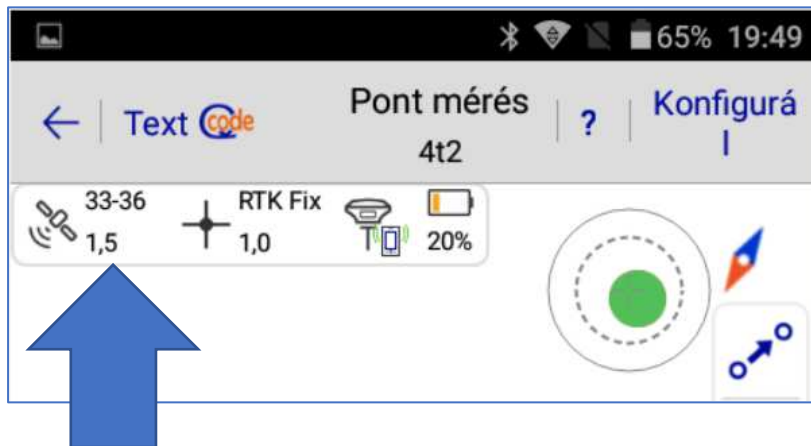 65% 19:49
Text code Pont mérés ? Konfigurá
4t2 l
33-36 RTK Fix
1,5 1,0 20%